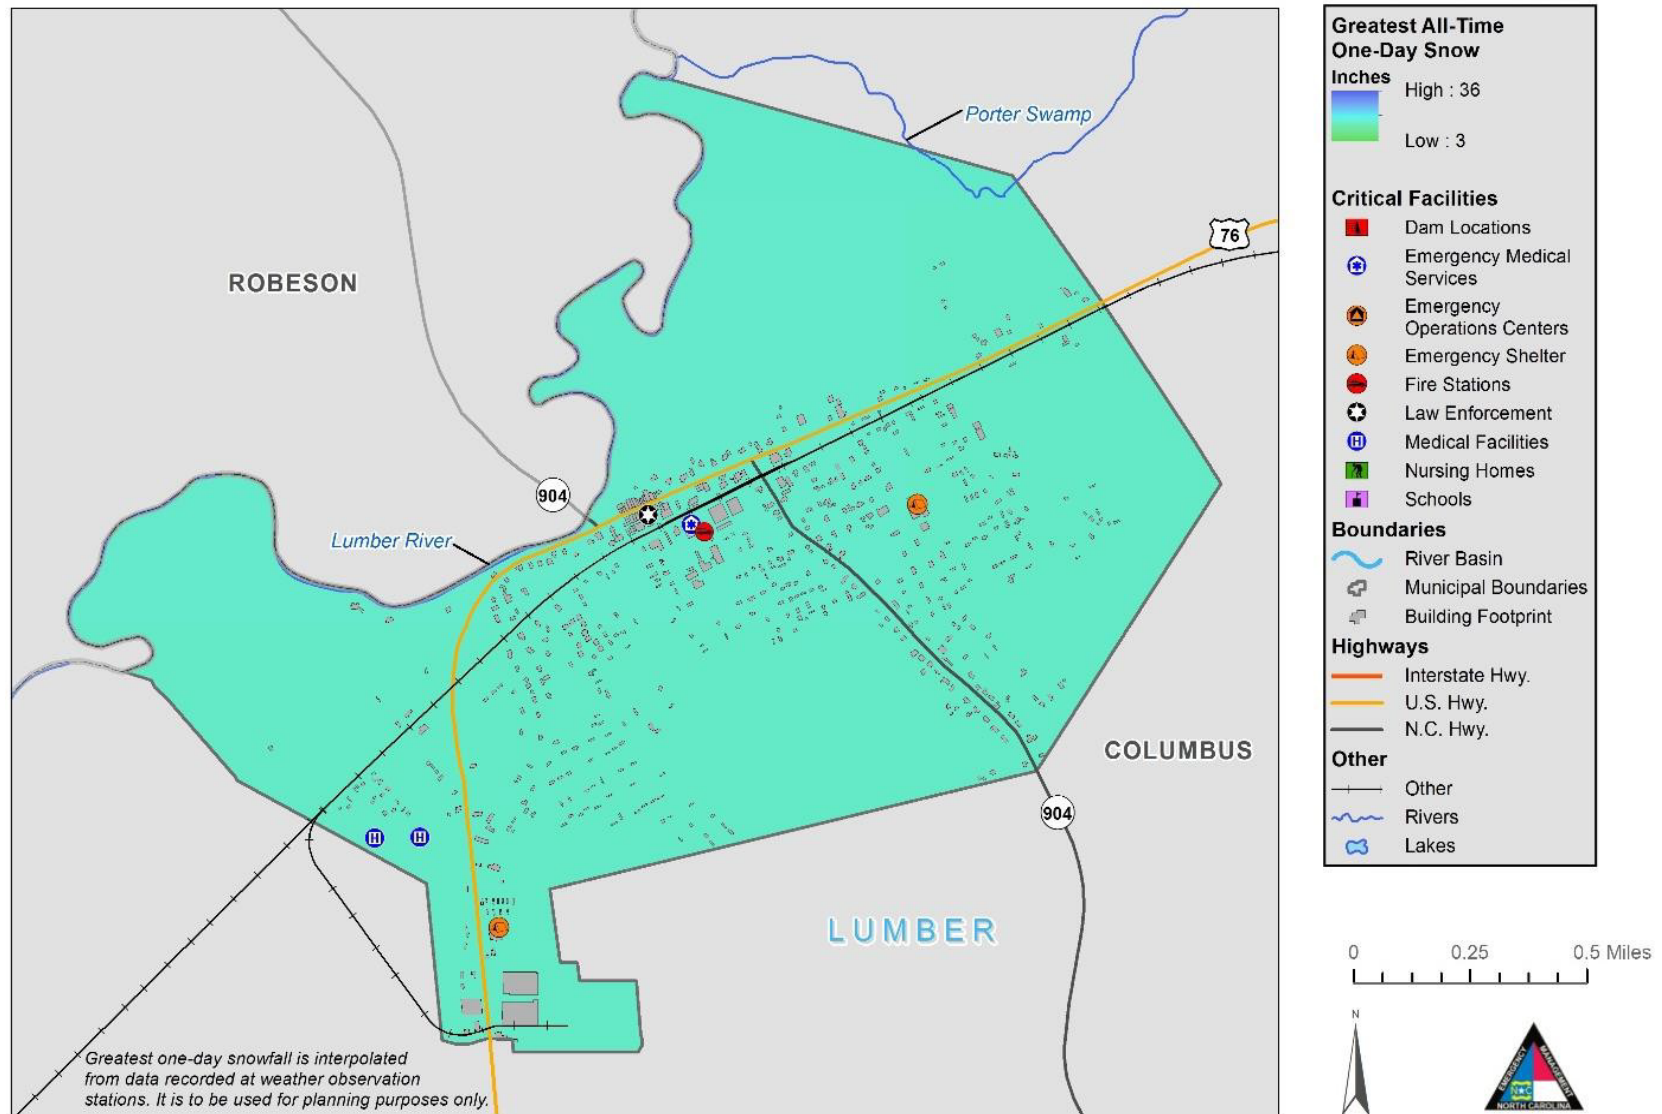 Porter Swamp
76
ROBESON
904
Lumber River
COLUMBUS
904
LUMBER
Greatest one-day snowfall is interpolated
from data recorded at weather observation
stations. It is to be used for planning purposes only.
Greatest All-Time
One-Day Snow
Inches
High : 36
Low : 3
Critical Facilities
Dam Locations
Emergency Medical
Services
Emergency
Operations Centers
Emergency Shelter
Fire Stations
Law Enforcement
H Medical Facilities
Nursing Homes
Schools
Boundaries
River Basin
Municipal Boundaries
Building Footprint
Highways
Interstate Hwy.
U.S. Hwy.
N.C. Hwy.
Other
Other
Rivers
Lakes
0 0.25 0.5 Miles
N
EMERGENCY
MANAGEMENT
NORTH CAROLINA
H H